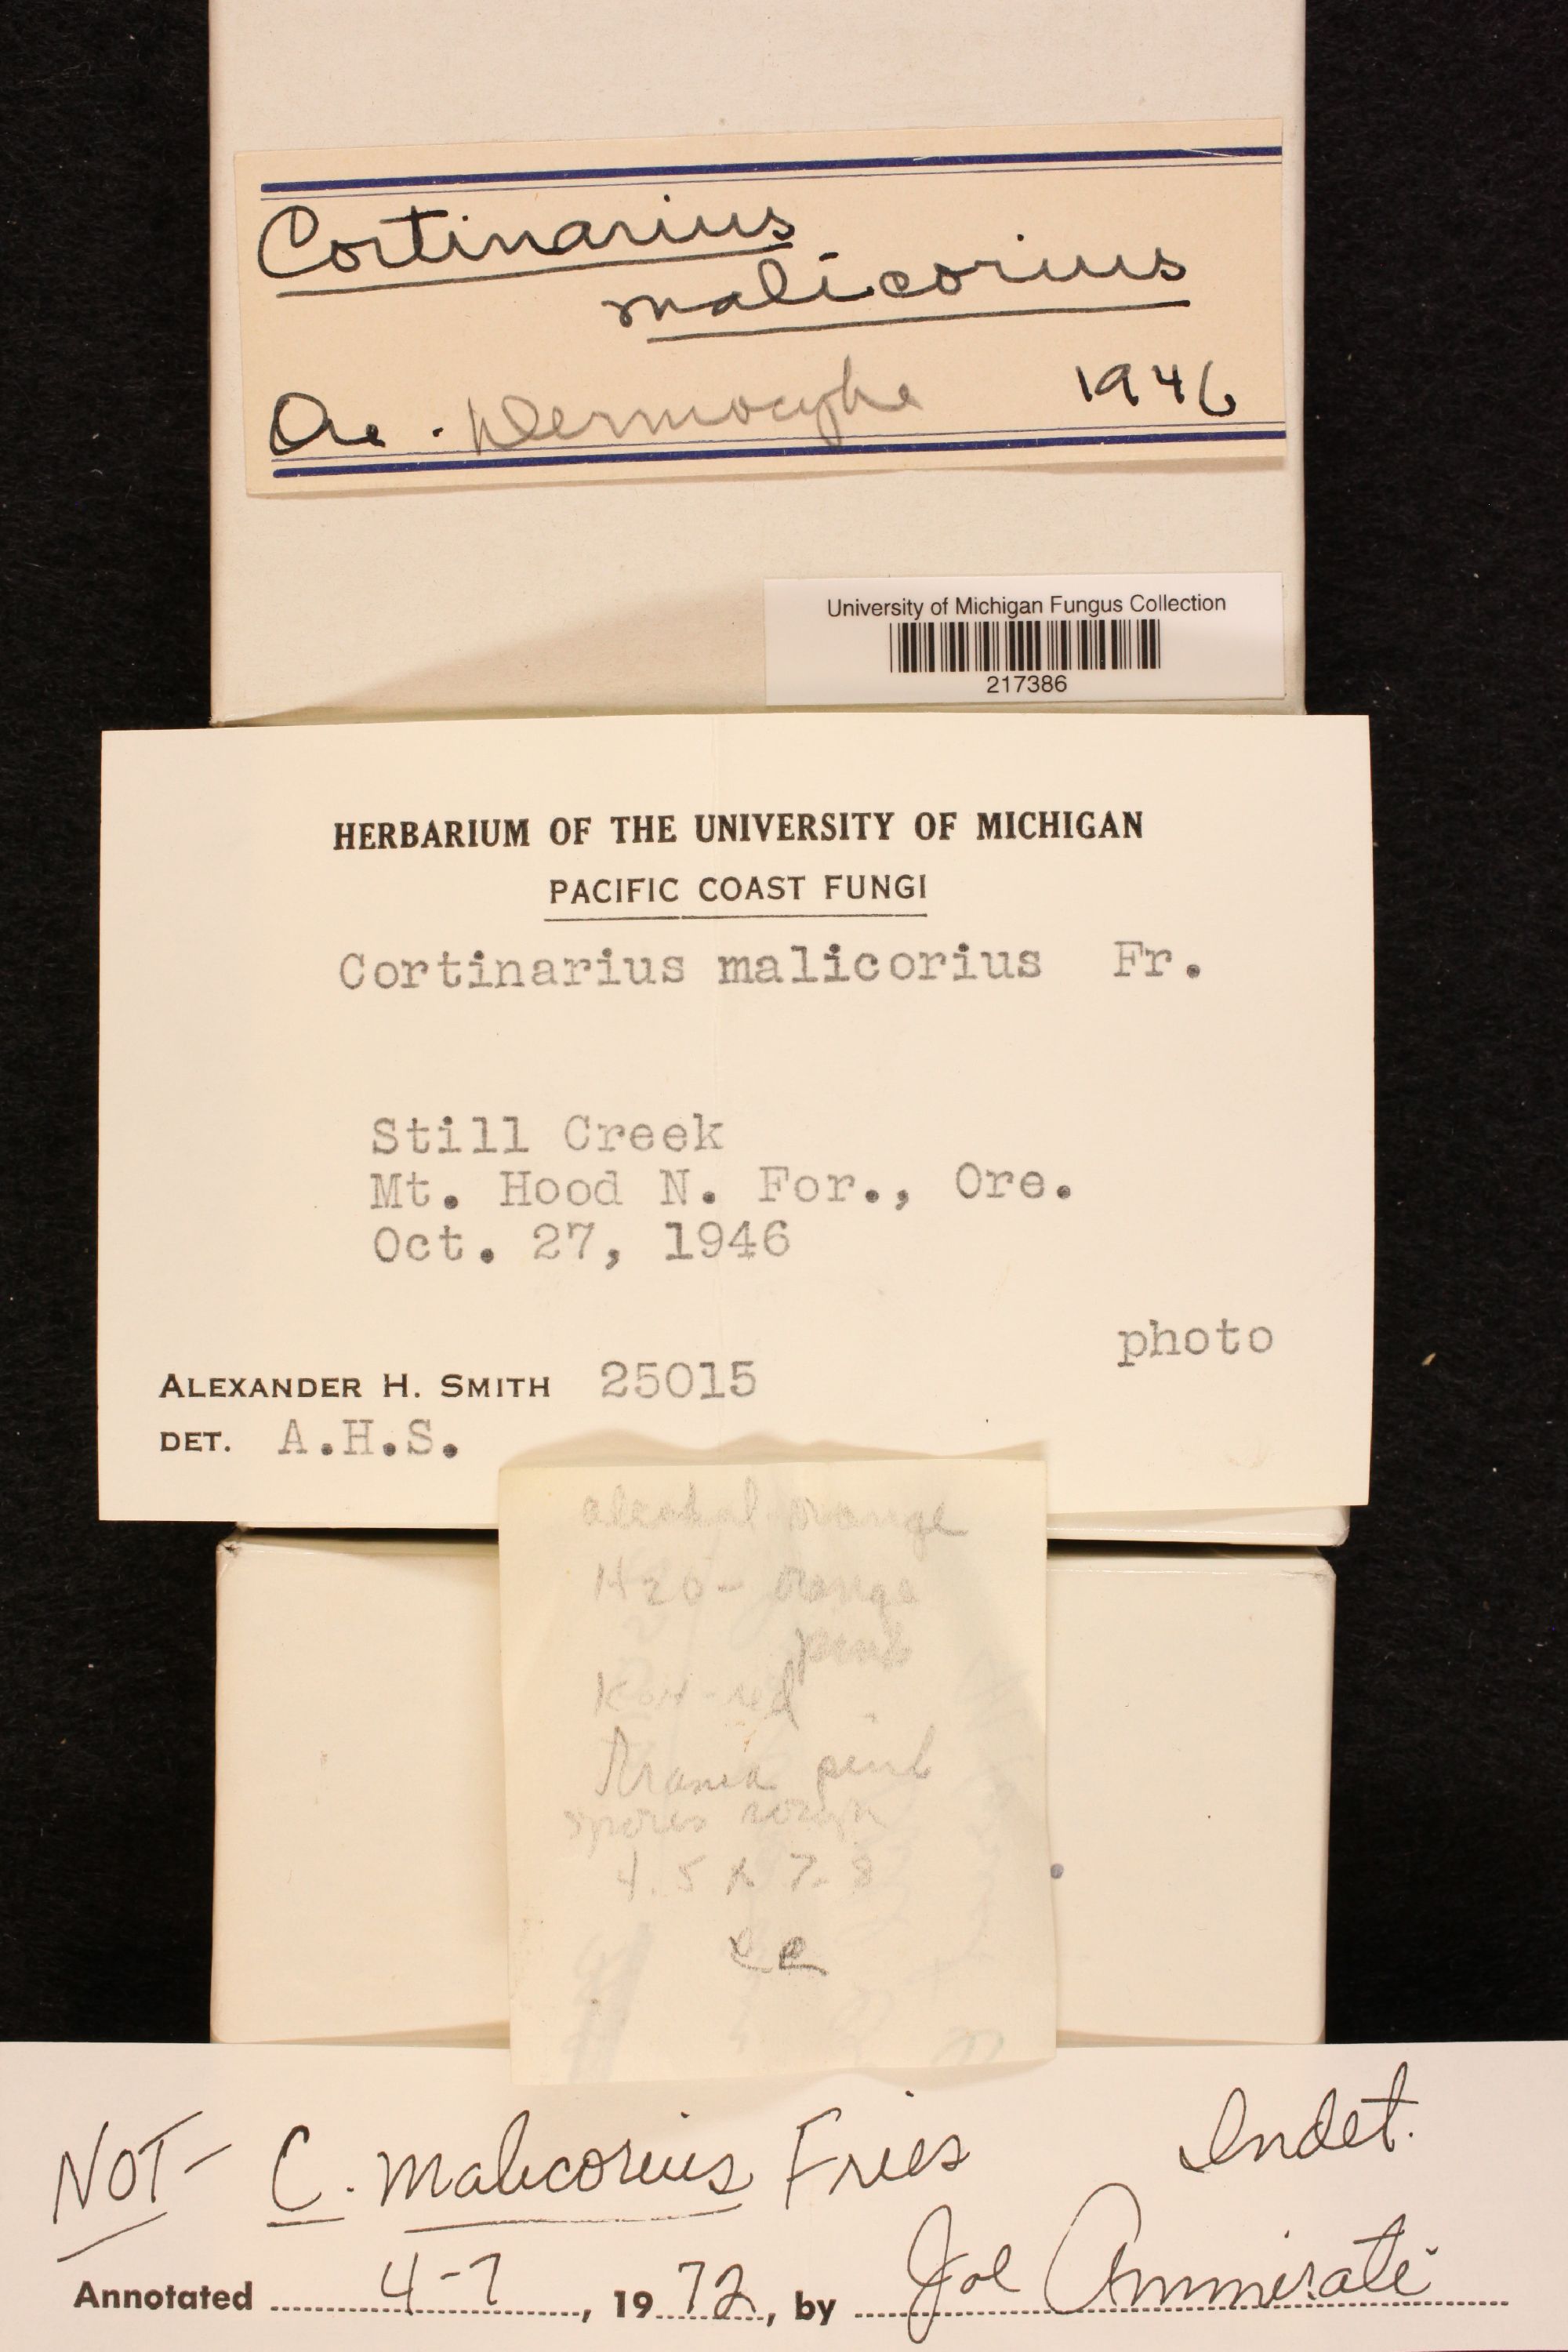 Cortinarius
malicorius
Ore. Dermocybe 1946
University of Michigan Fungus Collection
217386
HERBARIUM OF THE UNIVERSITY OF MICHIGAN
PACIFIC COAST FUNGI
Cortinarius malicorius Fr.
Still Creek
Mt. Hood N. For., Ore.
Oct. 27, 1946
photo
ALEXANDER H. SMITH 25015
DET. A.H.S.
alcohol orange
H20 - orange
pink
KOH - red
pink
spores rough
4.5 x 7-8
NOT - C. malicorius Fries Indet.
Annotated 4-7, 1972, by Joe Ammirati